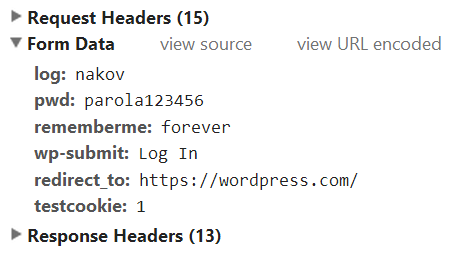 Request Headers (15)
Form Data view source view URL encoded
log: nakov
pwd: parola123456
rememberme: forever
wp-submit: Log In
redirect_to: https://wordpress.com/
testcookie: 1
Response Headers (13)